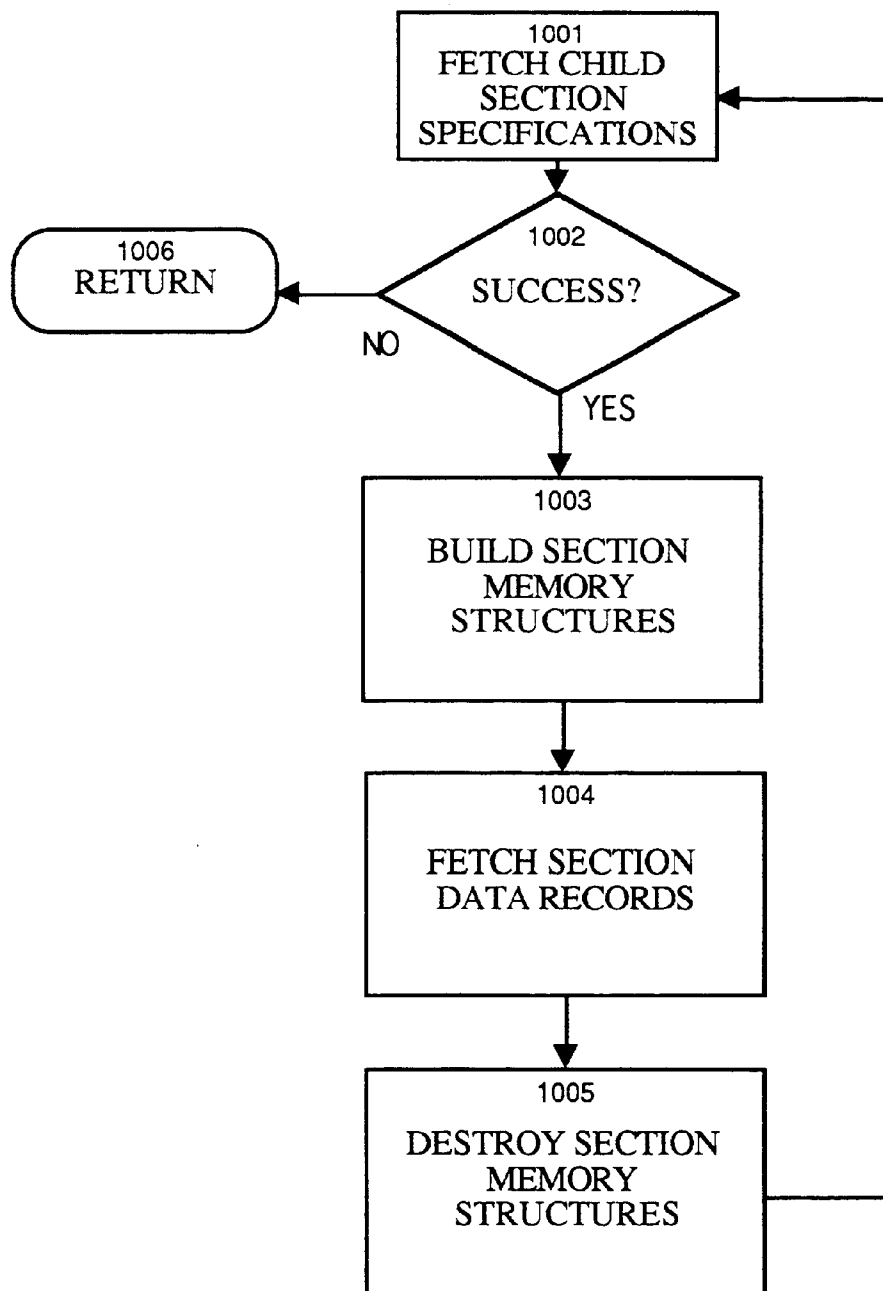 1001
FETCH CHILD
SECTION
SPECIFICATIONS
1002
SUCCESS?
1006
RETURN
NO
YES
1003
BUILD SECTION
MEMORY
STRUCTURES
1004
FETCH SECTION
DATA RECORDS
1005
DESTROY SECTION
MEMORY
STRUCTURES